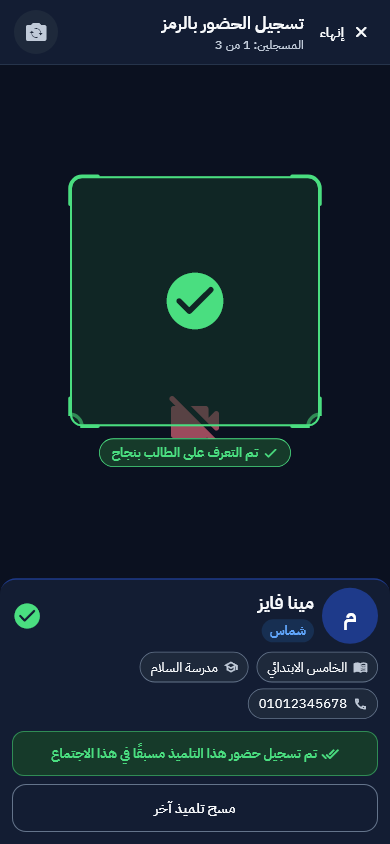 إنهاء
تسجيل الحضور بالرمز
المسجلين: 1 من 3
تم التعرف على الطالب بنجاح
مينا فايز
م
شماس
الخامس الابتدائي
مدرسة السلام
01012345678
تم تسجيل حضور هذا التلميذ مسبقًا في هذا الاجتماع
مسح تلميذ آخر